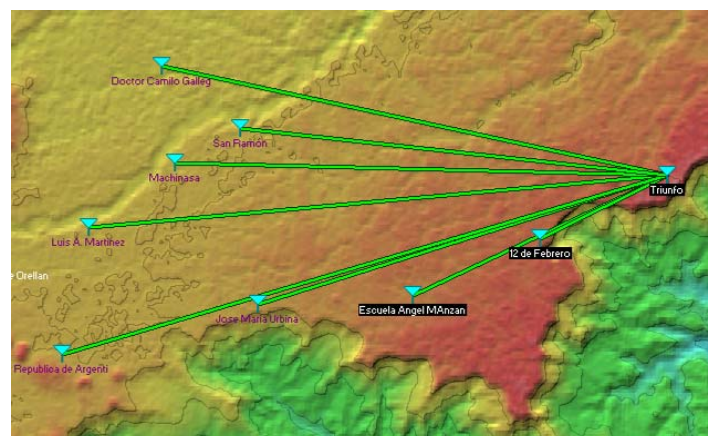 Doctor Camilo Galleg
San Ramón
Machinasa
Triunfo
Luis A. Martinez
12 de Febrero
e Orellan
Escuela Angel MAnzan
Jose Maria Urbina
Republica de Argenti